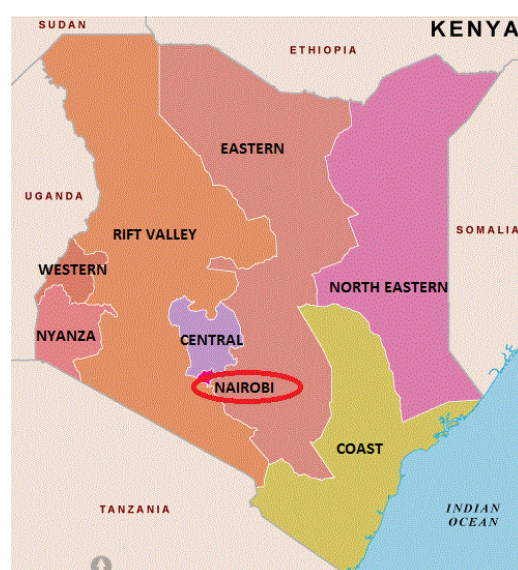 SUDAN
KENYA
ETHIOPIA
EASTERN
UGANDA
RIFT VALLEY
SOMALIA
WESTERN
NORTH EASTERN
NYANZA
CENTRAL
NAIROBI
COAST
TANZANIA
INDIAN
OCEAN